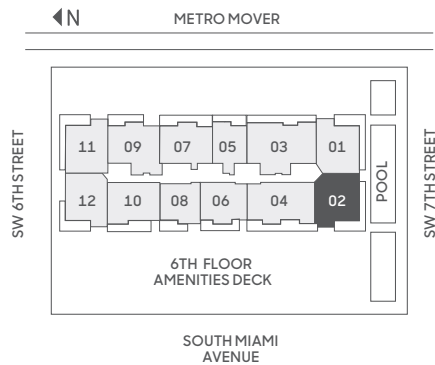 N
METRO MOVER
SW 6TH STREET
11 09 07 05 03 01
12 10 08 06 04 02
POOL
SW 7TH STREET
6TH FLOOR
AMENITIES DECK
SOUTH MIAMI
AVENUE